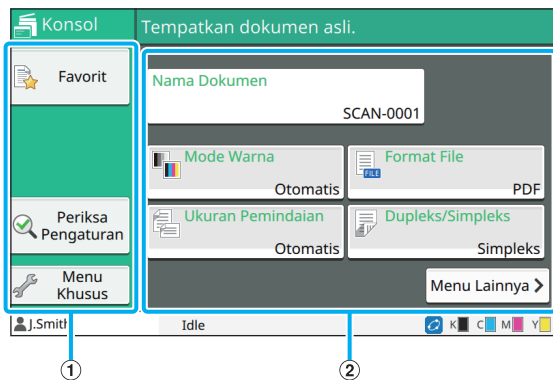 Konsol
Tempatkan dokumen asli.
Favorit
Periksa
Pengaturan
Menu
Khusus
Nama Dokumen
SCAN-0001
Mode Warna
Otomatis
Format File
FILE
PDF
Ukuran Pemindaian
Otomatis
Dupleks/Simpleks
Simpleks
Menu Lainnya
J.Smith
Idle
K C M Y
1
2